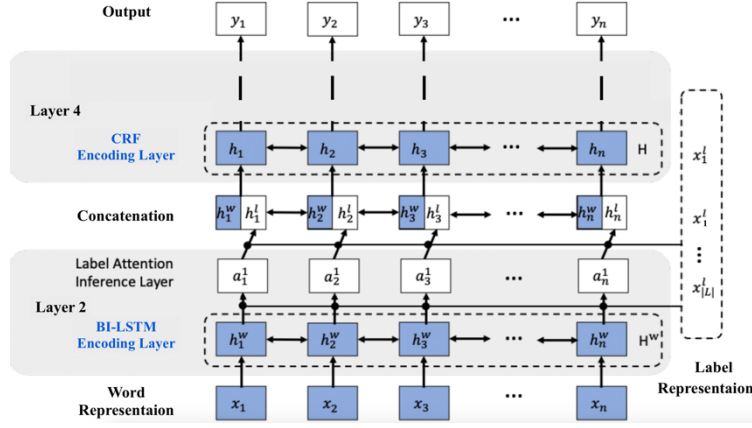 Output
y₁ y₂ y₃ ... yₙ
Layer 4
CRF
Encoding Layer
h₁ h₂ h₃ ... hₙ H
Concatenation
h₁ʷ h₁ˡ h₂ʷ h₂ˡ h₃ʷ h₃ˡ ... hₙʷ hₙˡ
Label Attention
Inference Layer
a₁¹ a₂¹ a₃¹ ... aₙ¹
Layer 2
BI-LSTM
Encoding Layer
h₁ʷ h₂ʷ h₃ʷ ... hₙʷ Hʷ
Word
Representaion
x₁ x₂ x₃ ... xₙ
x₁ˡ
x₁ˡ
⋮
xˡ|L|
Label
Representaion